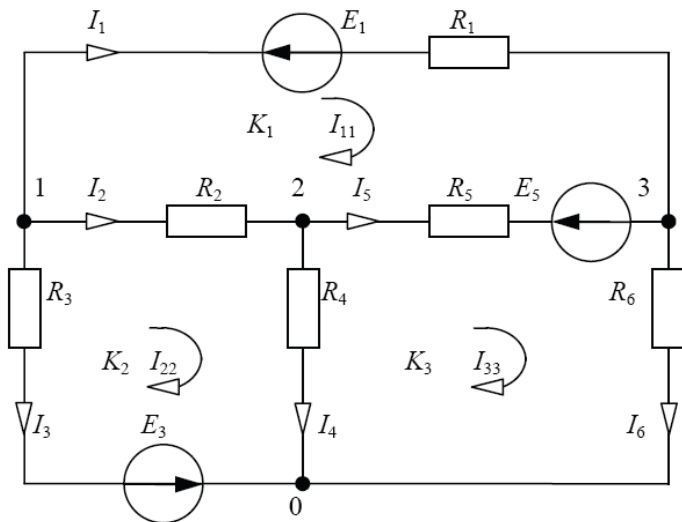 I1 E1 R1
K1 I11
1 I2 R2 2 I5 R5 E5 3
R3 R4 R6
K2 I22 K3 I33
I3 E3 I4 I6
0